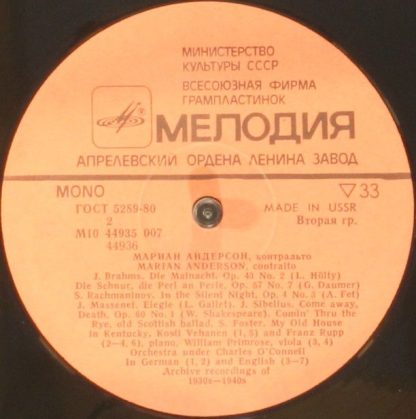 МИНИСТЕРСТВО
КУЛЬТУРЫ СССР
ВСЕСОЮЗНАЯ ФИРМА
ГРАМПЛАСТИНОК
МЕЛОДИЯ
АПРЕЛЕВСКИЙ ОРДЕНА ЛЕНИНА ЗАВОД
MONO ▽33
ГОСТ 5289-80 MADE IN USSR
2 Вторая гр.
М10 44935 007
44936
МАРИАН АНДЕРСОН, контральто
MARIAN ANDERSON, contralto
J. Brahms. Die Mainacht, Op. 43 No. 2 (L. Hölty)
Die Schnur, die Perl an Perle, Op. 57 No. 7 (G. Daumer)
S. Rachmaninov. In the Silent Night, Op. 4 No. 3 (A. Fet)
J. Massenet. Elegie (L. Gallet). J. Sibelius. Come away,
Death, Op. 60 No. 1 (W. Shakespeare). Comin' Thru the
Rye, old Scottish ballad. S. Foster. My Old House
in Kentucky. Kosti Vehanen (1, 5) and Franz Rupp
(2—4, 6), piano, William Primrose, viola (3, 4)
Orchestra under Charles O'Connell
In German (1, 2) and English (3—7)
Archive recordings of
1930s—1940s